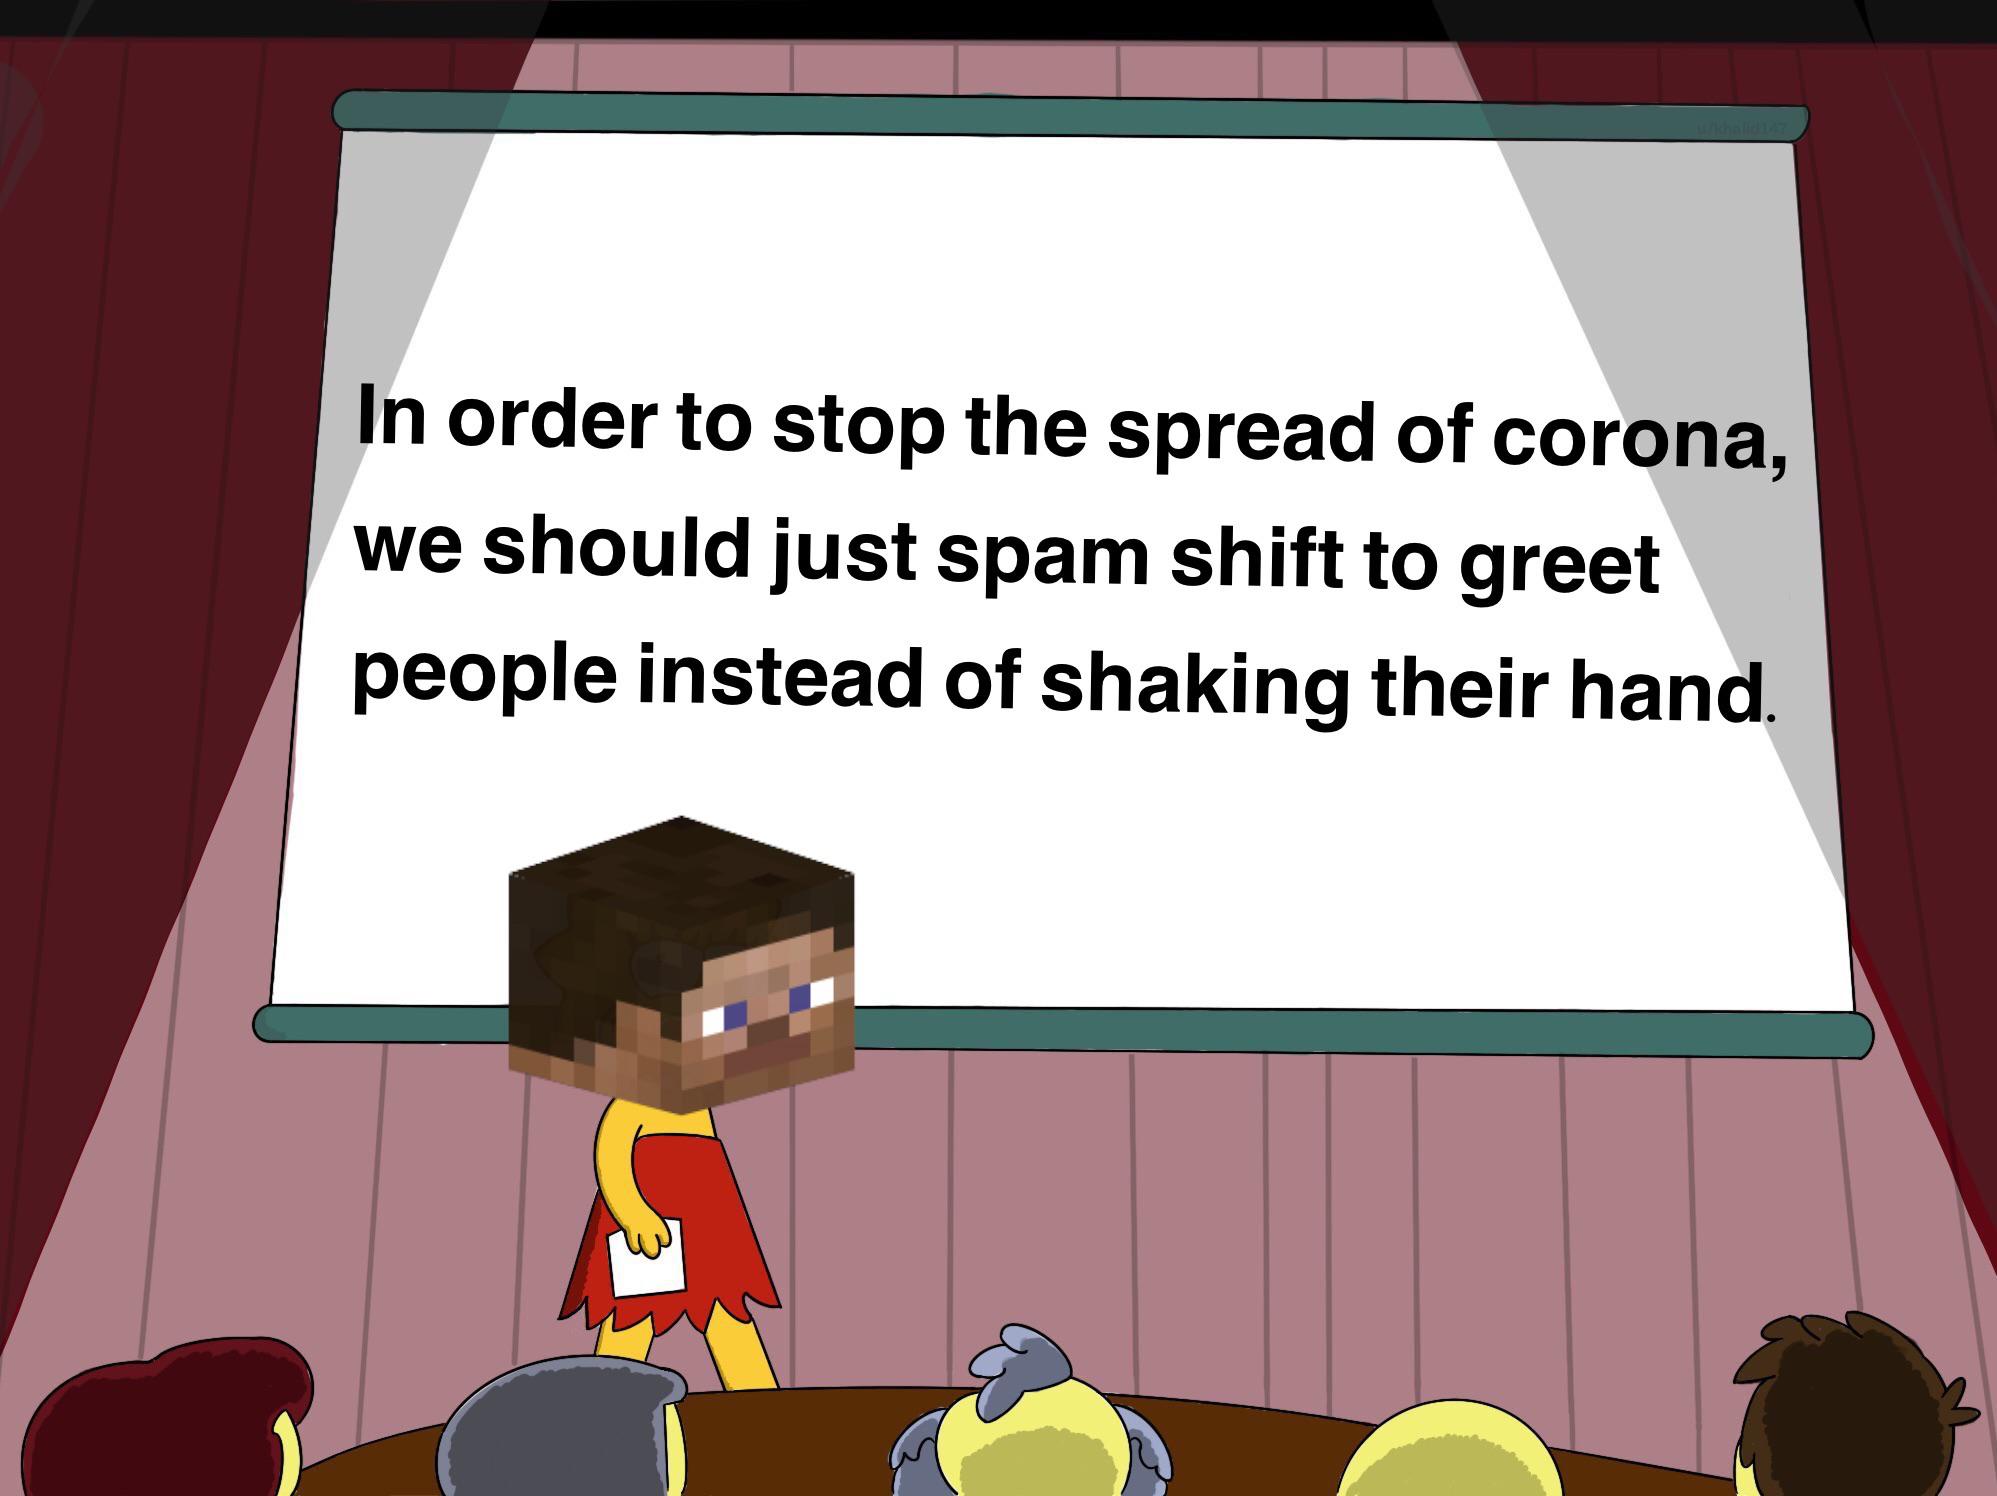 u/khalid147
In order to stop the spread of corona,
we should just spam shift to greet
people instead of shaking their hand.